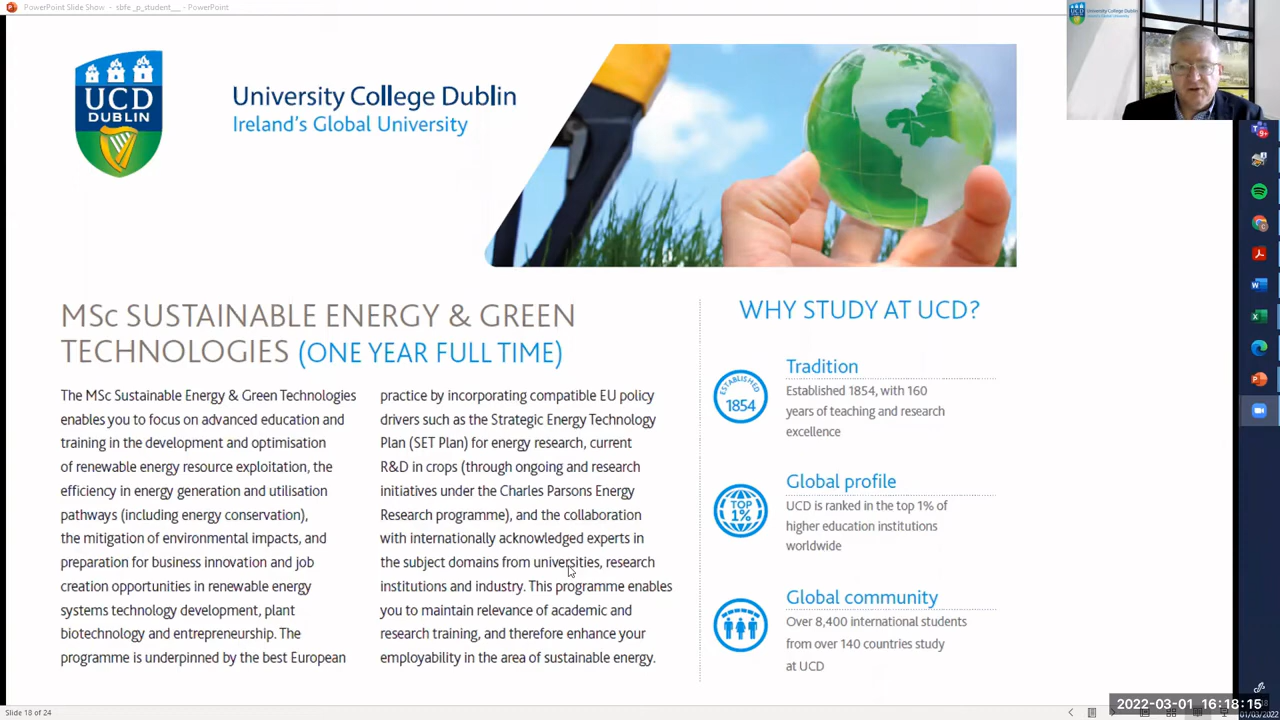 PowerPoint Slide Show - sbfe _p_student___ - PowerPoint
University College Dublin
UCD
DUBLIN
University College Dublin
Ireland's Global University
MSc SUSTAINABLE ENERGY & GREEN
TECHNOLOGIES (ONE YEAR FULL TIME)
The MSc Sustainable Energy & Green Technologies
enables you to focus on advanced education and
training in the development and optimisation
of renewable energy resource exploitation, the
efficiency in energy generation and utilisation
pathways (including energy conservation),
the mitigation of environmental impacts, and
preparation for business innovation and job
creation opportunities in renewable energy
systems technology development, plant
biotechnology and entrepreneurship. The
programme is underpinned by the best European
practice by incorporating compatible EU policy
drivers such as the Strategic Energy Technology
Plan (SET Plan) for energy research, current
R&D in crops (through ongoing and research
initiatives under the Charles Parsons Energy
Research programme), and the collaboration
with internationally acknowledged experts in
the subject domains from universities, research
institutions and industry. This programme enables
you to maintain relevance of academic and
research training, and therefore enhance your
employability in the area of sustainable energy.
WHY STUDY AT UCD?
ESTABLISHED
1854
Tradition
Established 1854, with 160
years of teaching and research
excellence
TOP
1%
Global profile
UCD is ranked in the top 1% of
higher education institutions
worldwide
Global community
Over 8,400 international students
from over 140 countries study
at UCD
Slide 18 of 24
2022-03-01 16:18:15
01/03/2022